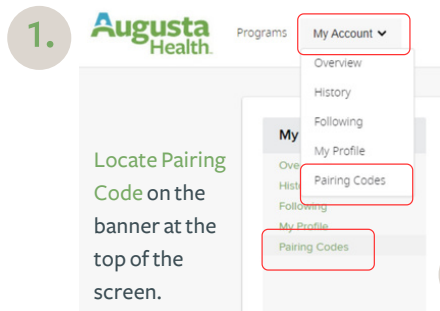 1.
Augusta
Health.
Programs
My Account
Overview
History
Following
My Profile
Pairing Codes
My
Ove
Hist
Following
My Profile
Pairing Codes
Locate Pairing
Code on the
banner at the
top of the
screen.